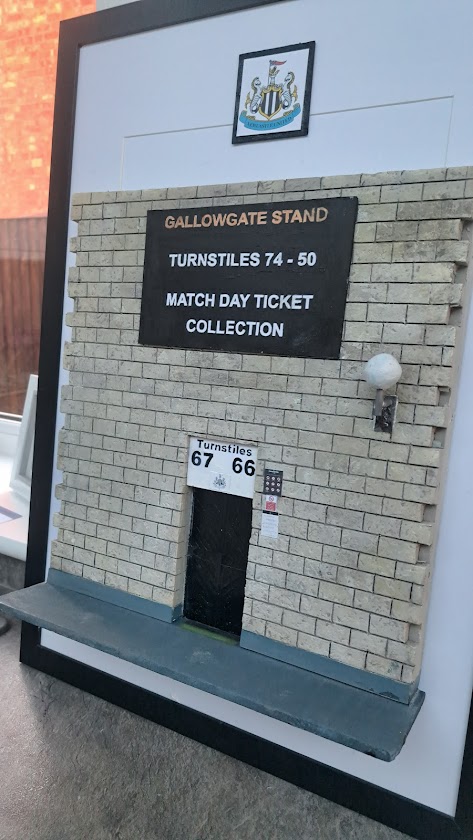 GALLOWGATE STAND
TURNSTILES 74 - 50
MATCH DAY TICKET
COLLECTION
Turnstiles
67 66